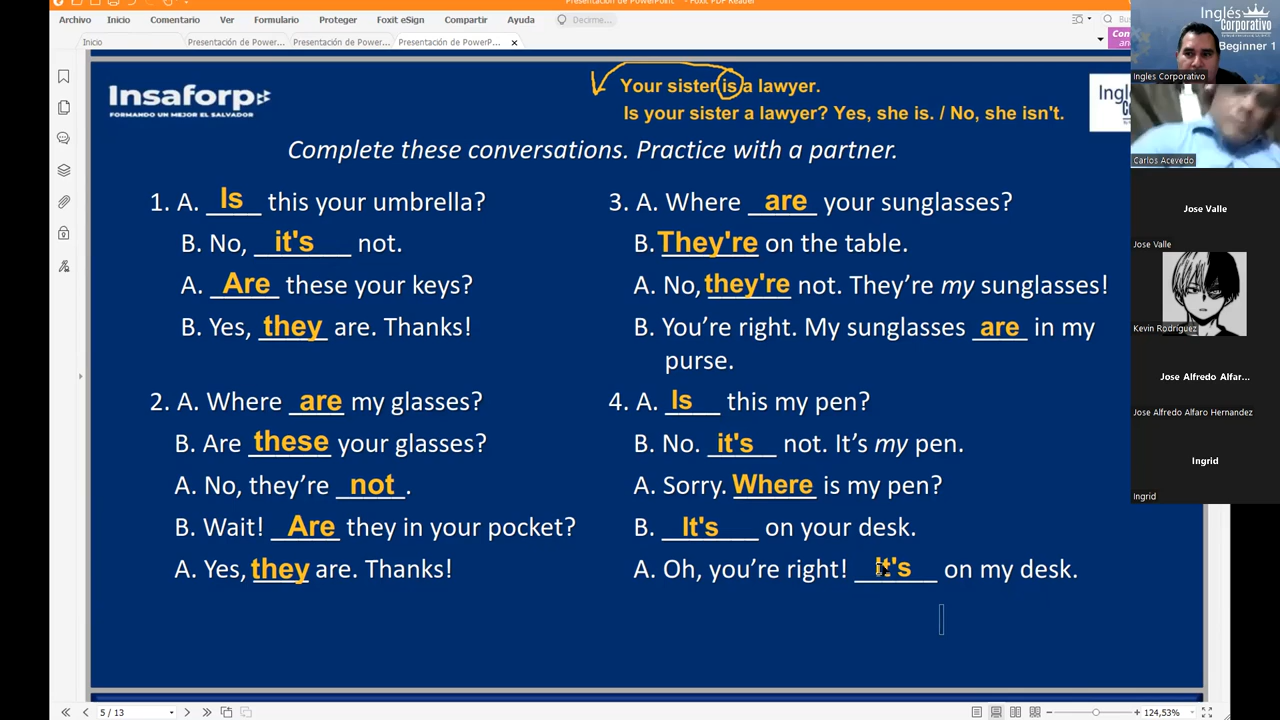 Presentación de PowerPoint - Foxit PDF Reader
Archivo Inicio Comentario Ver Formulario Proteger Foxit eSign Compartir Ayuda Decirme...
Inicio Presentación de Power... Presentación de Power... Presentación de PowerP...
Insaforp
FORMANDO UN MEJOR EL SALVADOR
Your sister is a lawyer.
Is your sister a lawyer? Yes, she is. / No, she isn't.
Complete these conversations. Practice with a partner.
1. A. Is this your umbrella?
B. No, it's not.
A. Are these your keys?
B. Yes, they are. Thanks!
2. A. Where are my glasses?
B. Are these your glasses?
A. No, they're not.
B. Wait! Are they in your pocket?
A. Yes, they are. Thanks!
3. A. Where are your sunglasses?
B. They're on the table.
A. No, they're not. They're my sunglasses!
B. You're right. My sunglasses are in my
purse.
4. A. Is this my pen?
B. No. it's not. It's my pen.
A. Sorry. Where is my pen?
B. It's on your desk.
A. Oh, you're right! it's on my desk.
Inglés
Corporativo
Beginner 1
Ingles Corporativo
Carlos Acevedo
Jose Valle
Jose Valle
Kevin Rodríguez
Jose Alfredo Alfar...
Jose Alfredo Alfaro Hernandez
Ingrid
Ingrid
5 / 13
124,53%